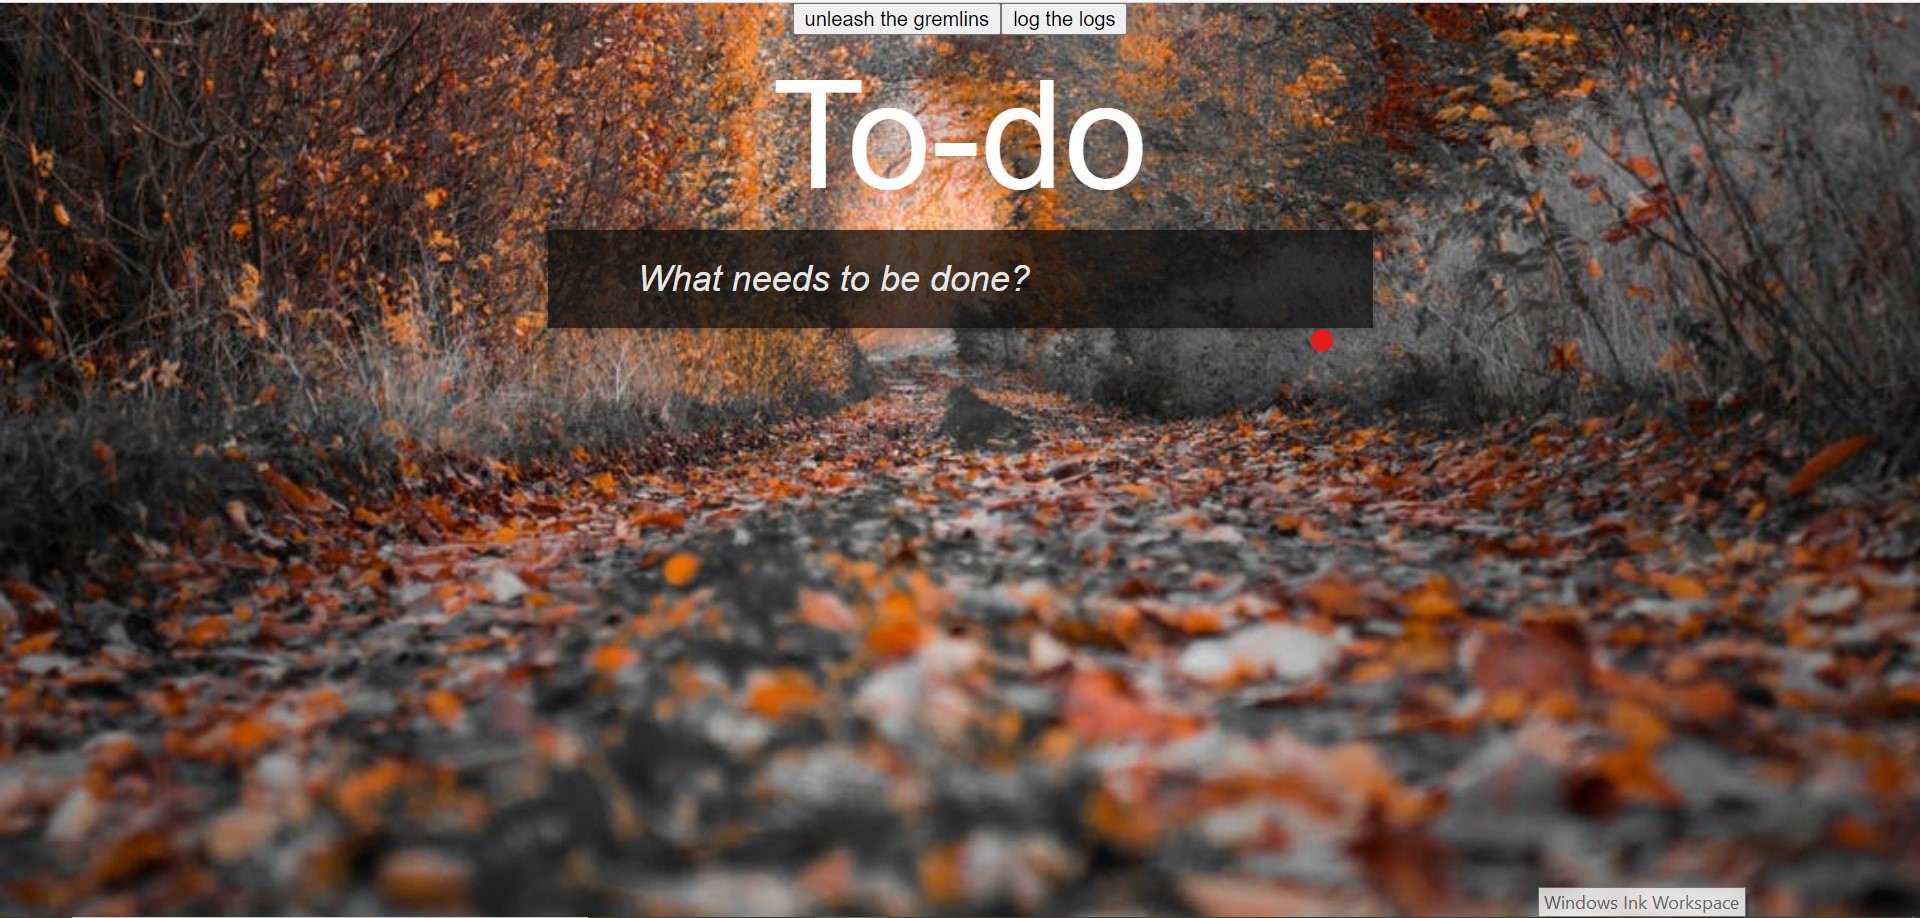 unleash the gremlins log the logs
To-do
What needs to be done?
Windows Ink Workspace